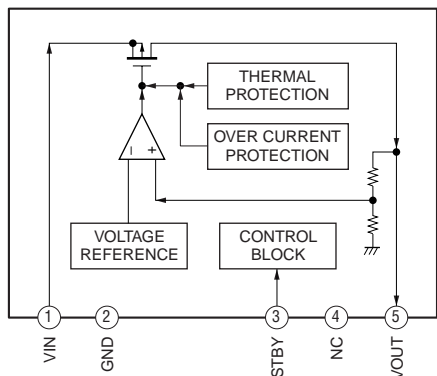 THERMAL
PROTECTION
OVER CURRENT
PROTECTION
− +
VOLTAGE
REFERENCE
CONTROL
BLOCK
1 2 3 4 5
VIN
GND
STBY
NC
VOUT